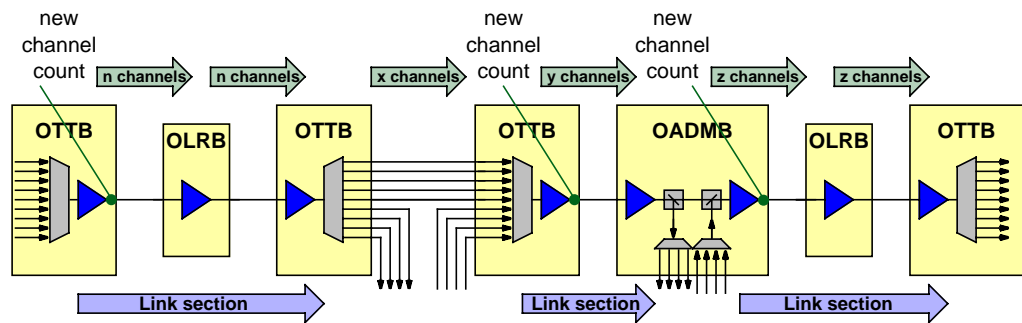 new
channel
count
new
channel
count
new
channel
count
n channels
n channels
x channels
y channels
z channels
z channels
OTTB
OLRB
OTTB
OTTB
OADMB
OLRB
OTTB
Link section
Link section
Link section